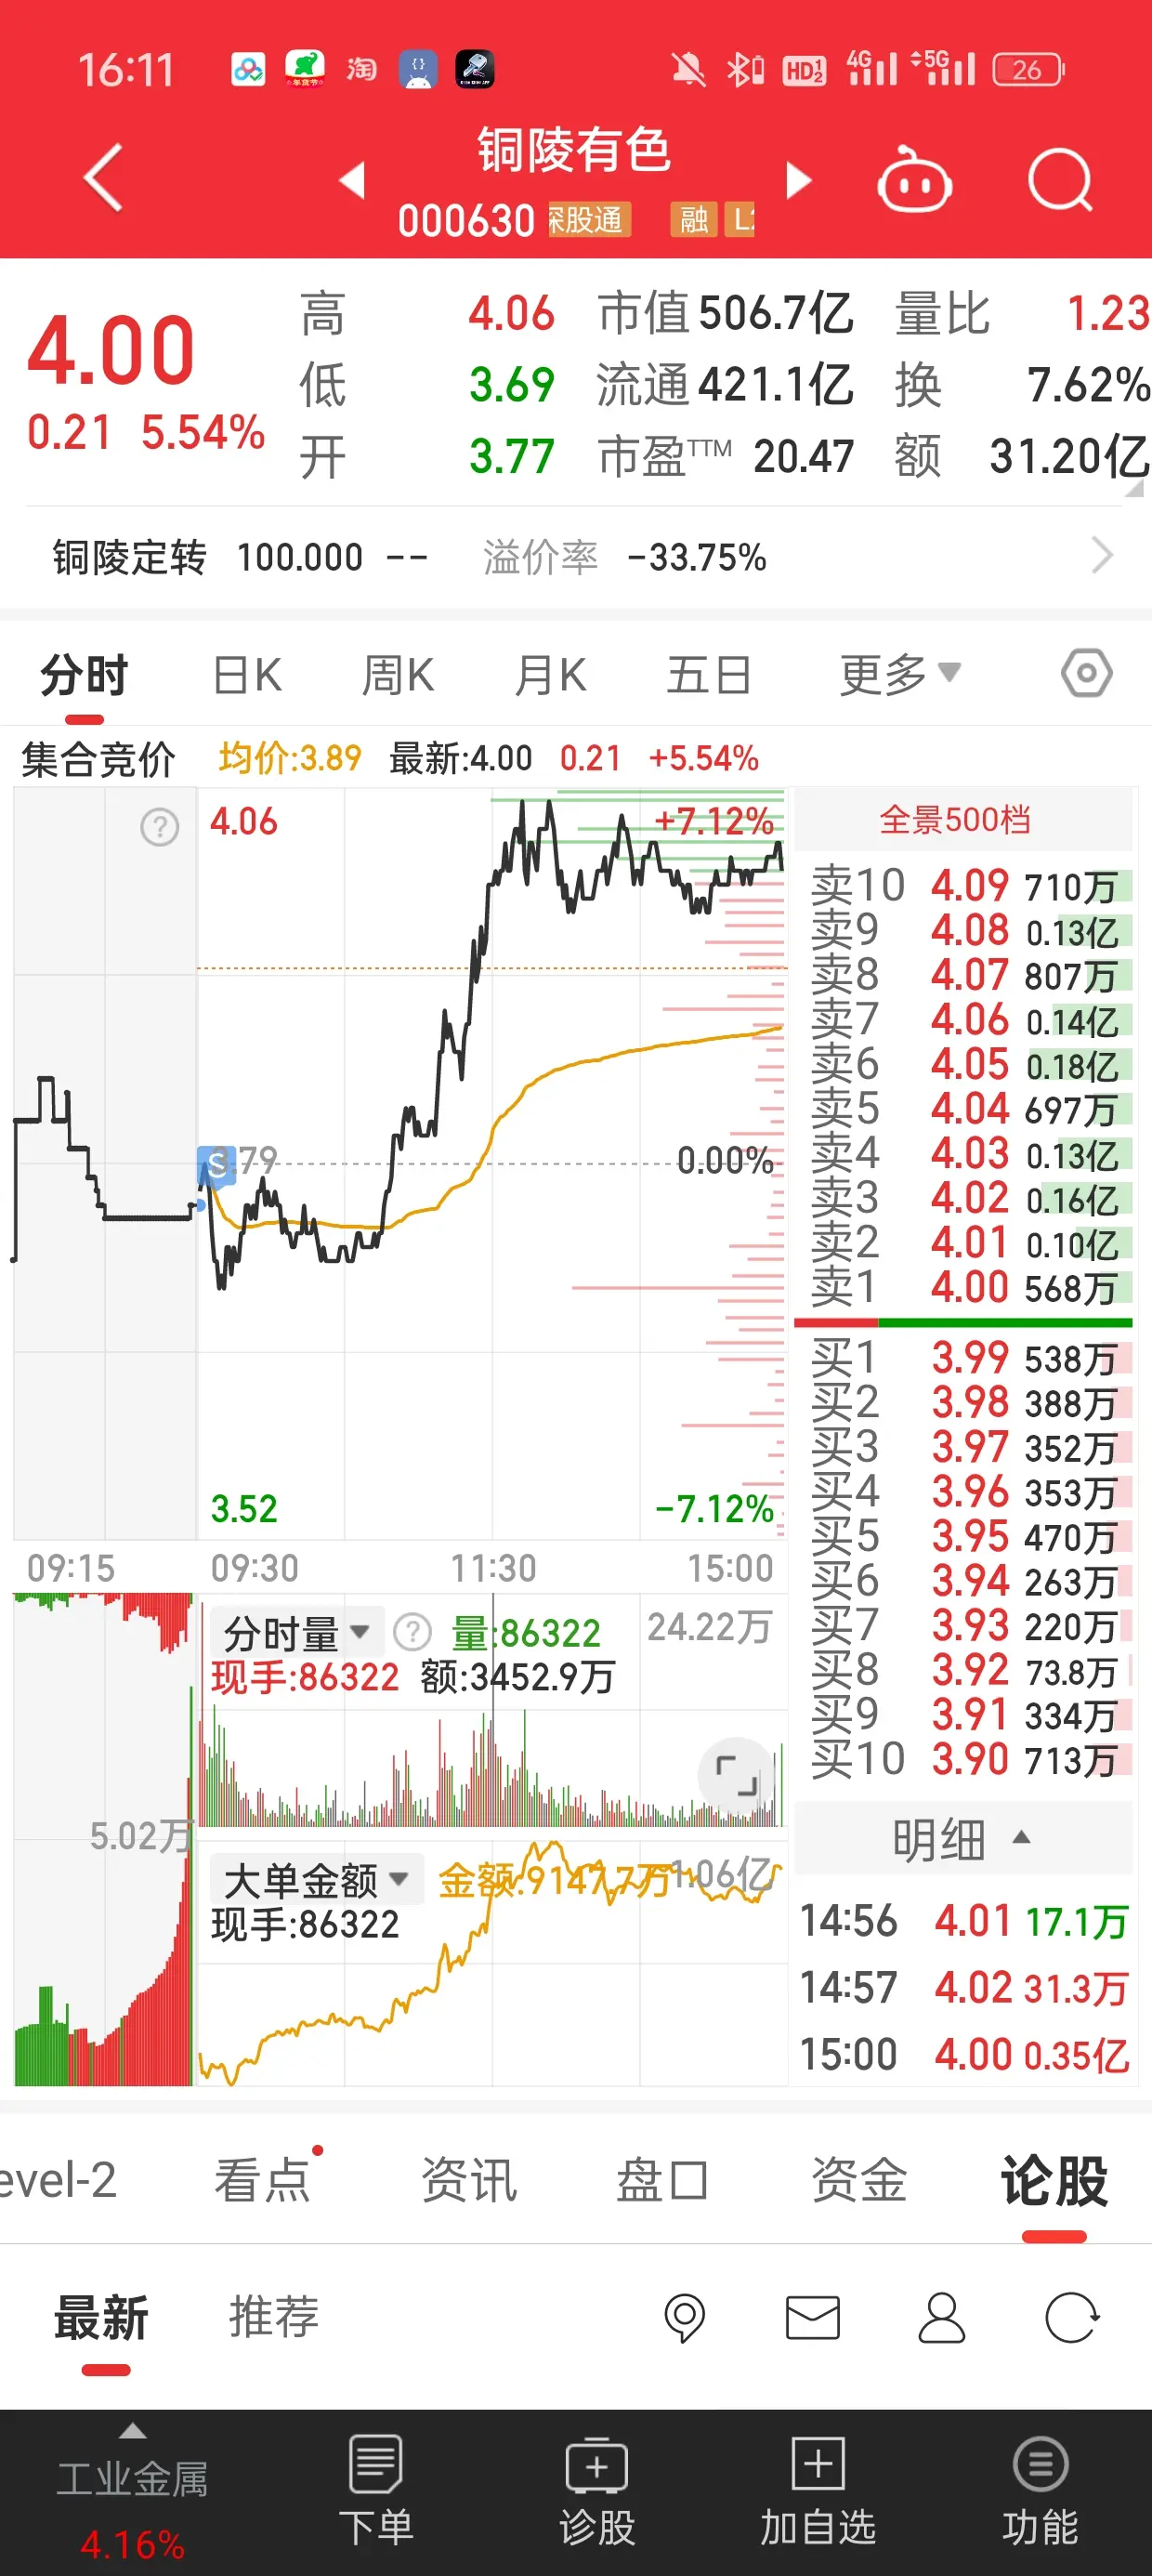 16:11 淘 HD 1 2 4G 5G 26
铜陵有色
000630 深股通 融 L2
4.00
0.21 5.54%
高 4.06 市值 506.7亿 量比 1.23
低 3.69 流通 421.1亿 换 7.62%
开 3.77 市盈TTM 20.47 额 31.20亿
铜陵定转 100.000 -- 溢价率 -33.75%
分时 日K 周K 月K 五日 更多
集合竞价 均价:3.89 最新:4.00 0.21 +5.54%
4.06 +7.12%
S 3.79 0.00%
3.52 -7.12%
09:15 09:30 11:30 15:00
分时量 ? 量:86322 24.22万
现手:86322 额:3452.9万
5.02万
大单金额 金额:9147.7万 1.06亿
现手:86322
全景500档
卖10 4.09 710万
卖9 4.08 0.13亿
卖8 4.07 807万
卖7 4.06 0.14亿
卖6 4.05 0.18亿
卖5 4.04 697万
卖4 4.03 0.13亿
卖3 4.02 0.16亿
卖2 4.01 0.10亿
卖1 4.00 568万
买1 3.99 538万
买2 3.98 388万
买3 3.97 352万
买4 3.96 353万
买5 3.95 470万
买6 3.94 263万
买7 3.93 220万
买8 3.92 73.8万
买9 3.91 334万
买10 3.90 713万
明细
14:56 4.01 17.1万
14:57 4.02 31.3万
15:00 4.00 0.35亿
evel-2 看点 资讯 盘口 资金 论股
最新 推荐
工业金属 下单 诊股 加自选 功能
4.16%